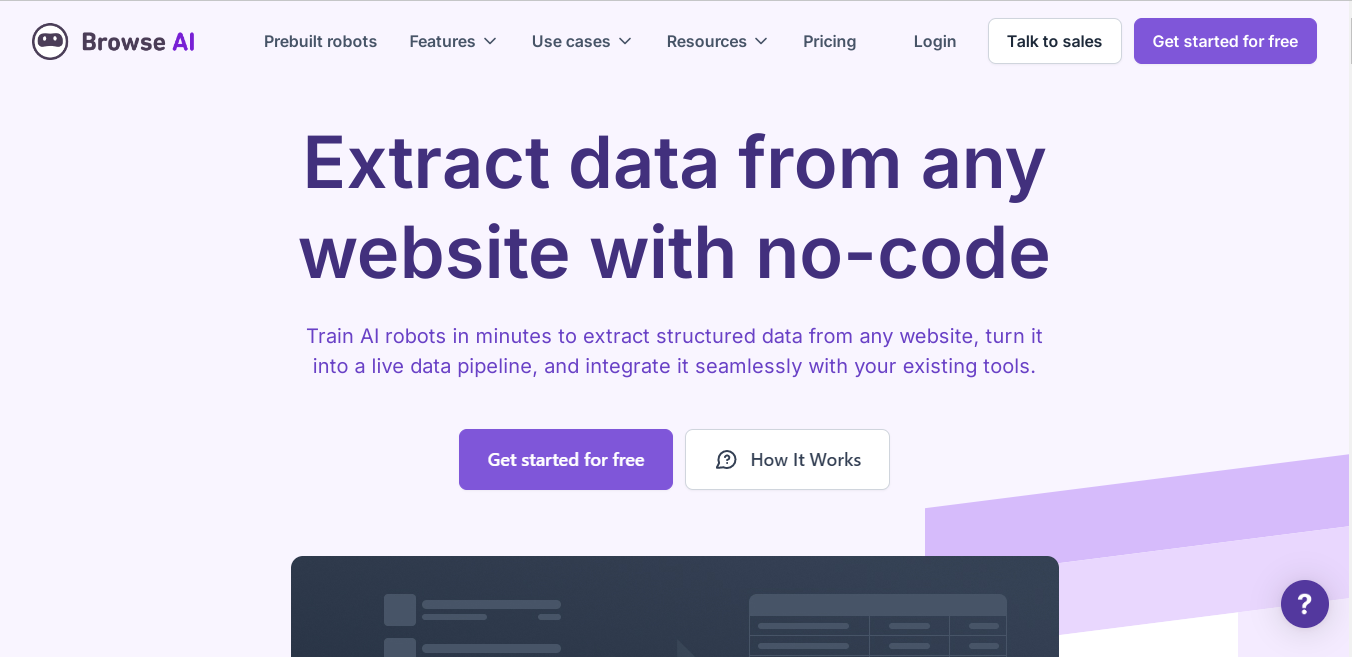 Browse AI
Prebuilt robots
Features
Use cases
Resources
Pricing
Login
Talk to sales
Get started for free
Extract data from any
website with no-code
Train AI robots in minutes to extract structured data from any website, turn it
into a live data pipeline, and integrate it seamlessly with your existing tools.
Get started for free
How It Works
?